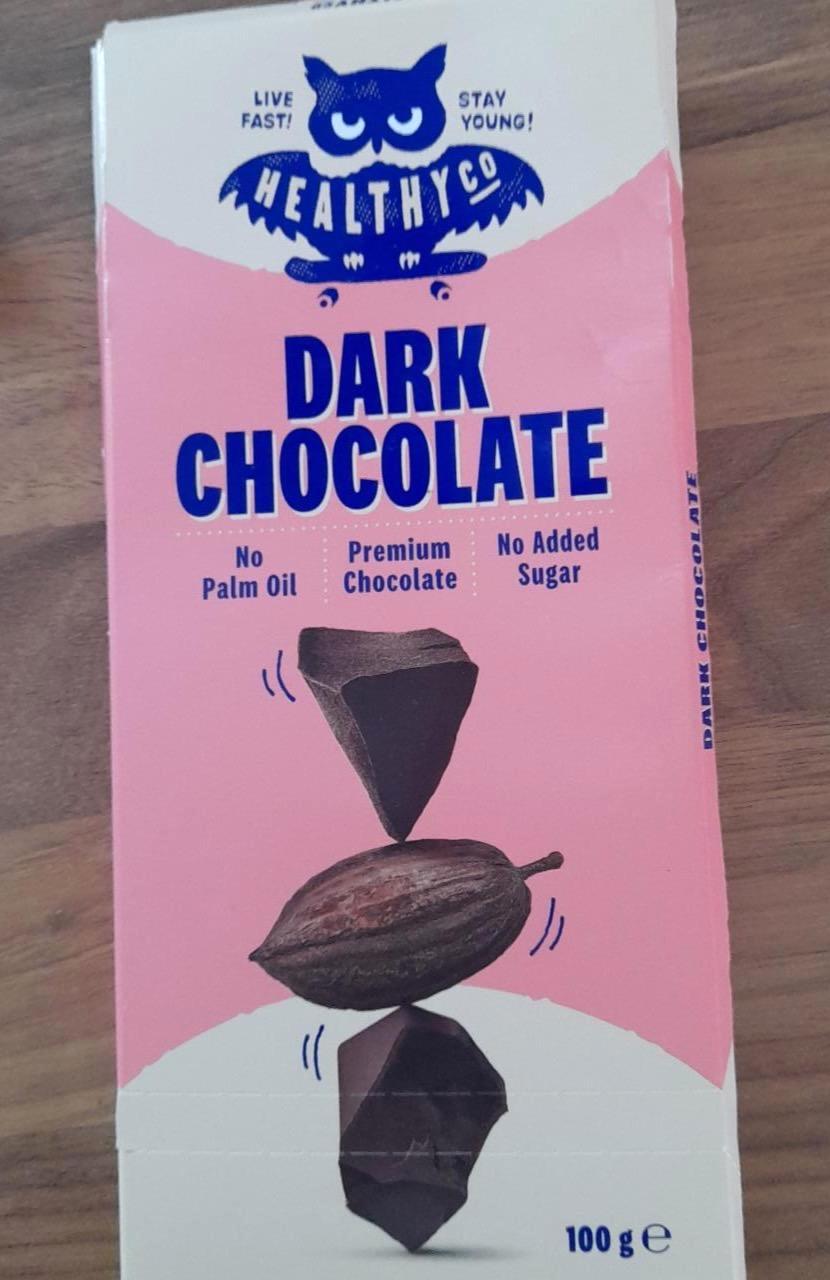 LIVE
FAST!
STAY
YOUNG!
HEALTHYCO
DARK
CHOCOLATE
No
Palm Oil
Premium
Chocolate
No Added
Sugar
DARK CHOCOLATE
100 g ℮